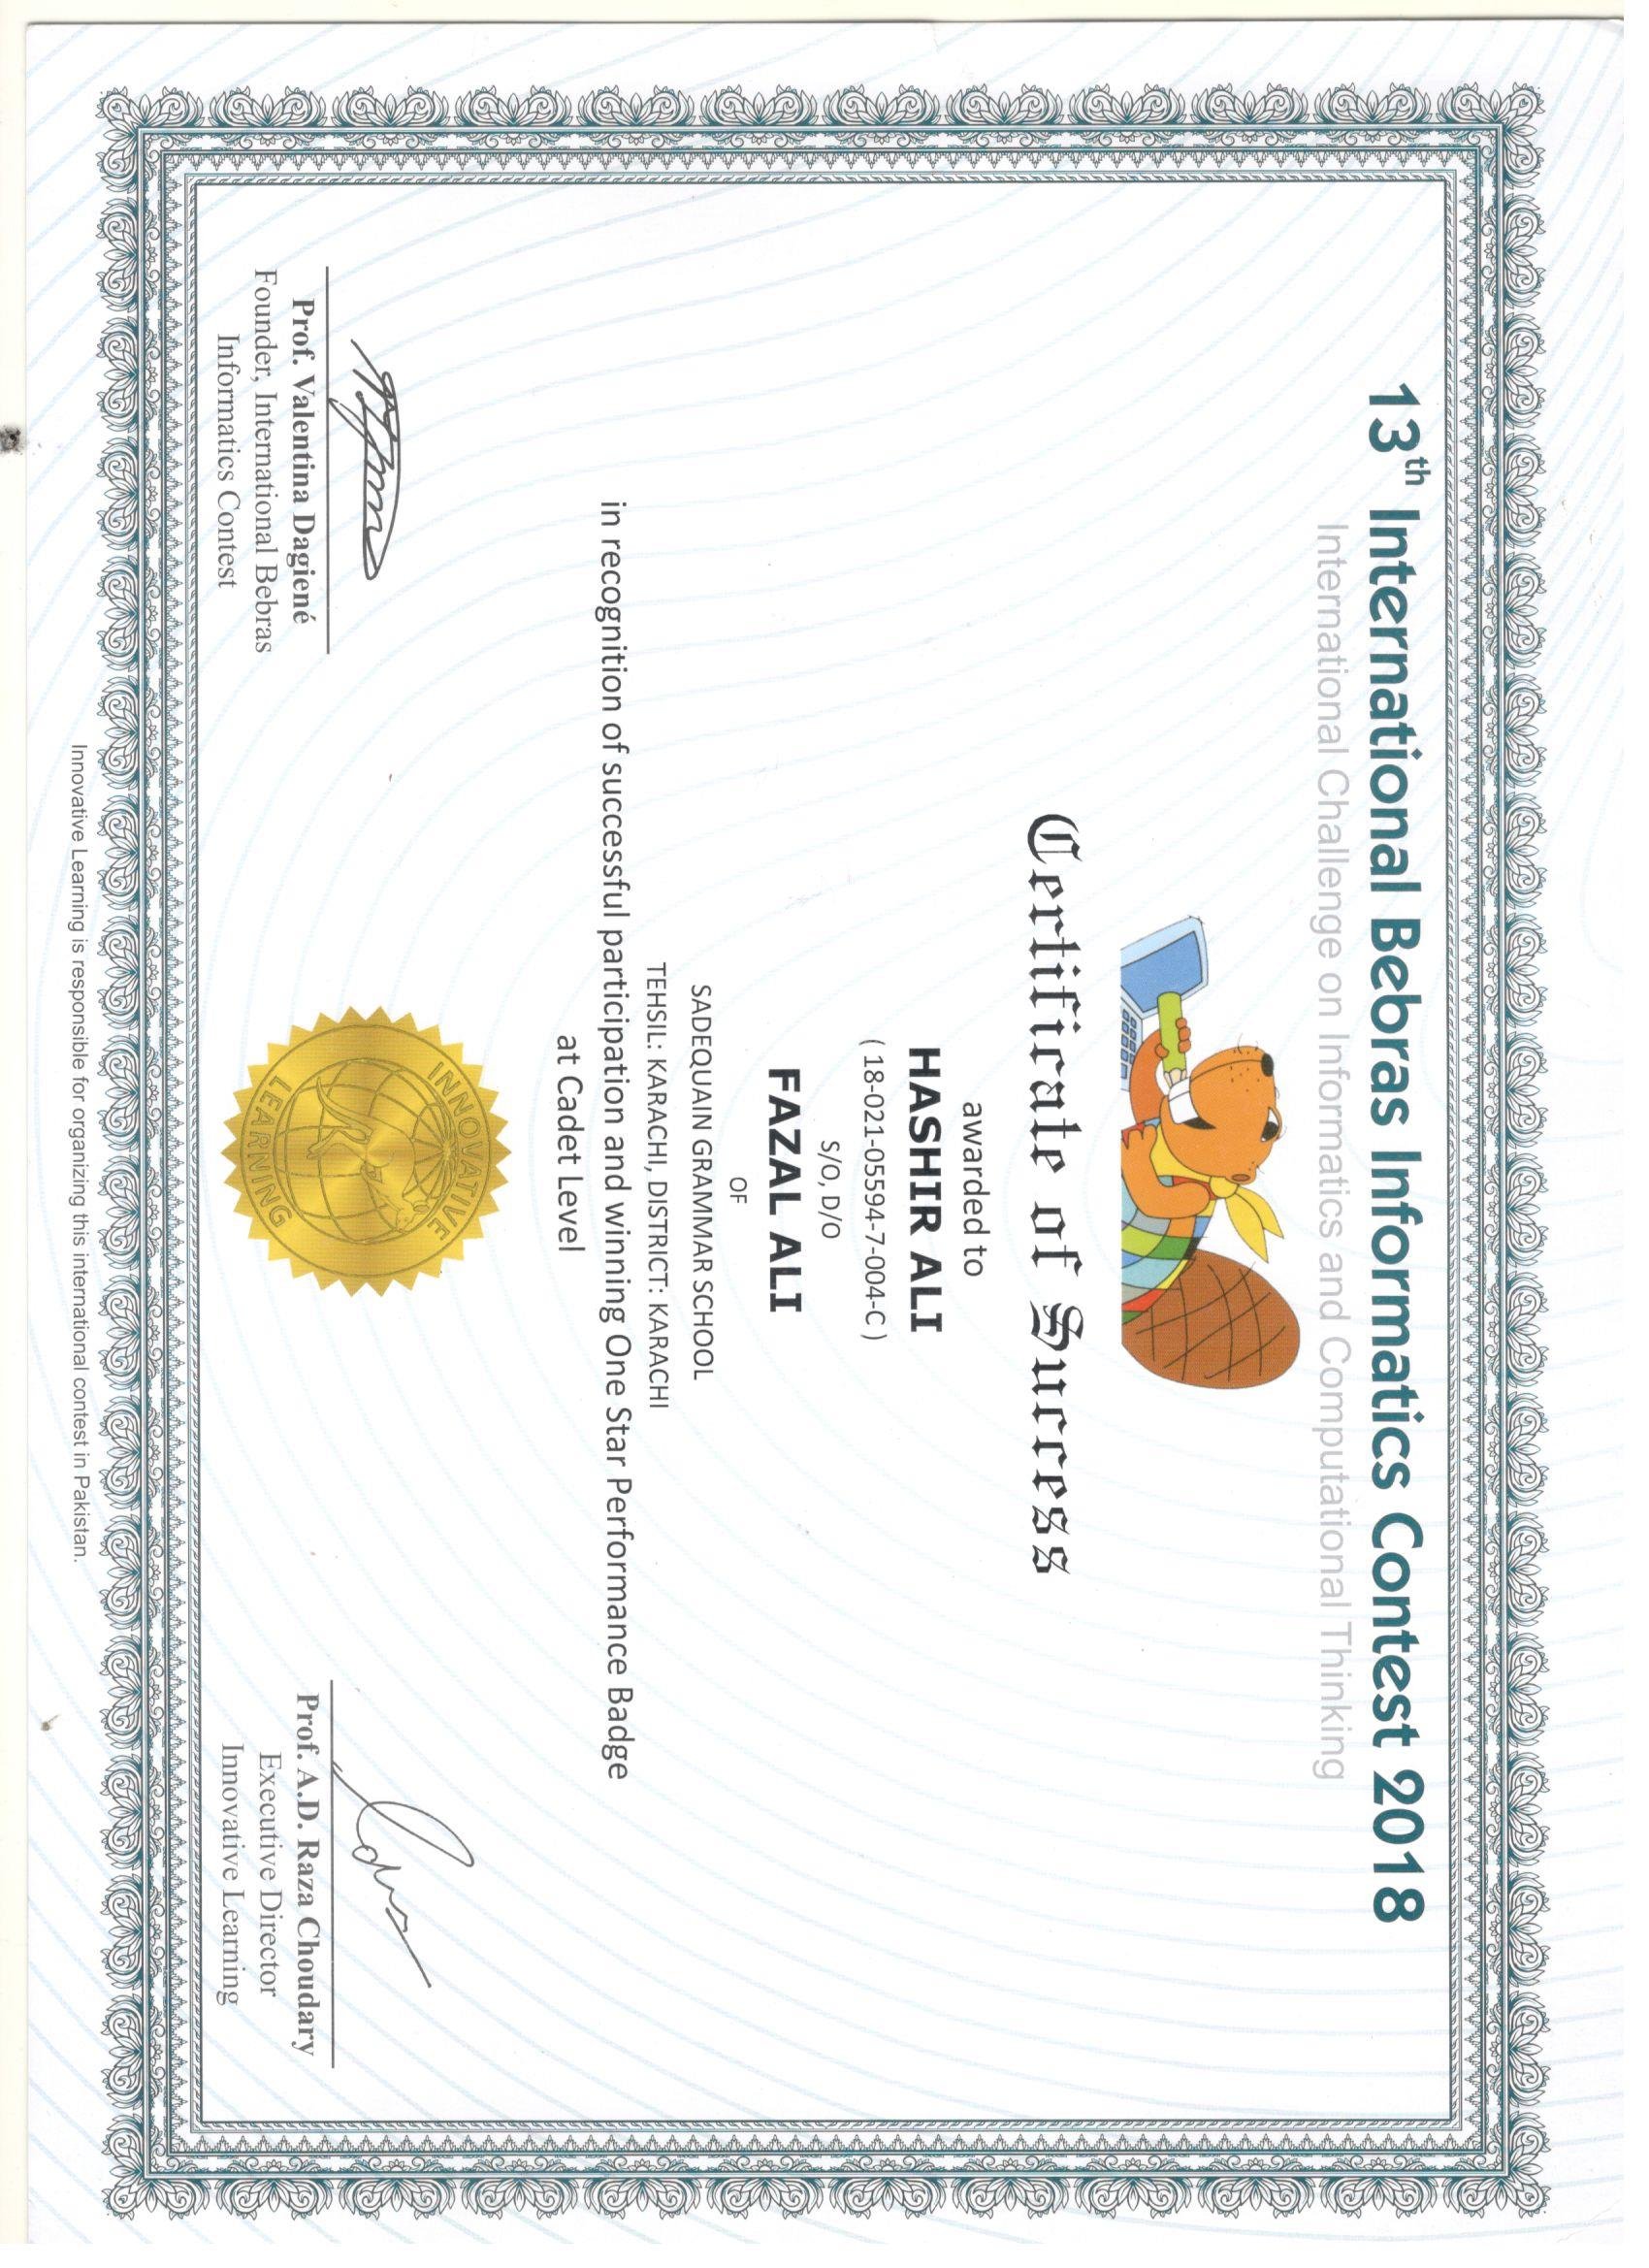 13th International Bebras Informatics Contest 2018
International Challenge on Informatics and Computational Thinking
Certificate of Success
awarded to
HASHIR ALI
( 18-021-05594-7-004-C )
S/O, D/O
FAZAL ALI
OF
SADEQUAIN GRAMMAR SCHOOL
TEHSIL: KARACHI, DISTRICT: KARACHI
in recognition of successful participation and winning One Star Performance Badge
at Cadet Level
INNOVATIVE
LEARNING
Prof. Valentina Dagiené
Founder, International Bebras
Informatics Contest
Prof. A.D. Raza Choudary
Executive Director
Innovative Learning
Innovative Learning is responsible for organizing this international contest in Pakistan.